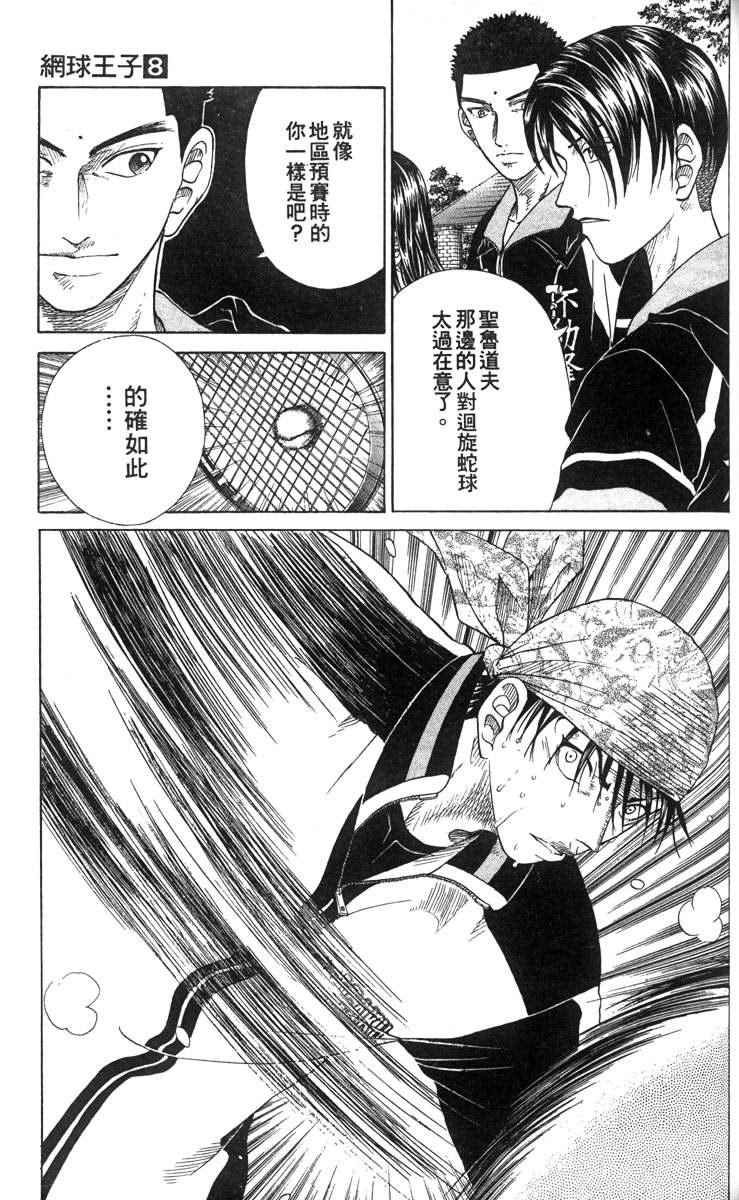 網球王子8
聖魯道夫
那邊的人對迴旋蛇球
太過在意了。
就像
地區預賽時的
你一樣是吧？
的確如此
……